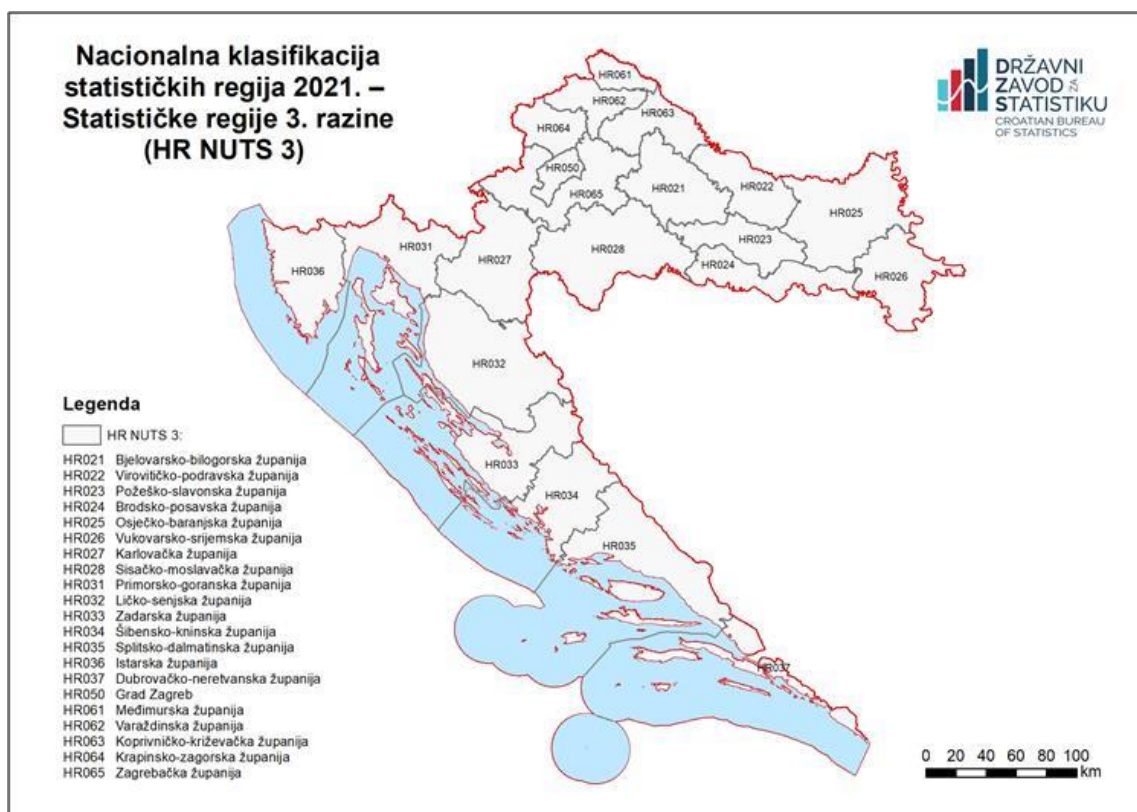 Nacionalna klasifikacija
statističkih regija 2021. –
Statističke regije 3. razine
(HR NUTS 3)
DRŽAVNI
ZAVOD ZA
STATISTIKU
CROATIAN BUREAU
OF STATISTICS
HR061
HR062
HR063
HR064
HR050
HR065
HR021
HR022
HR025
HR023
HR031
HR028
HR027
HR024
HR036
HR026
HR032
HR033
HR034
HR035
HR037
Legenda
HR NUTS 3:
HR021 Bjelovarsko-bilogorska županija
HR022 Virovitičko-podravska županija
HR023 Požeško-slavonska županija
HR024 Brodsko-posavska županija
HR025 Osječko-baranjska županija
HR026 Vukovarsko-srijemska županija
HR027 Karlovačka županija
HR028 Sisačko-moslavačka županija
HR031 Primorsko-goranska županija
HR032 Ličko-senjska županija
HR033 Zadarska županija
HR034 Šibensko-kninska županija
HR035 Splitsko-dalmatinska županija
HR036 Istarska županija
HR037 Dubrovačko-neretvanska županija
HR050 Grad Zagreb
HR061 Međimurska županija
HR062 Varaždinska županija
HR063 Koprivničko-križevačka županija
HR064 Krapinsko-zagorska županija
HR065 Zagrebačka županija
0 20 40 60 80 100
km